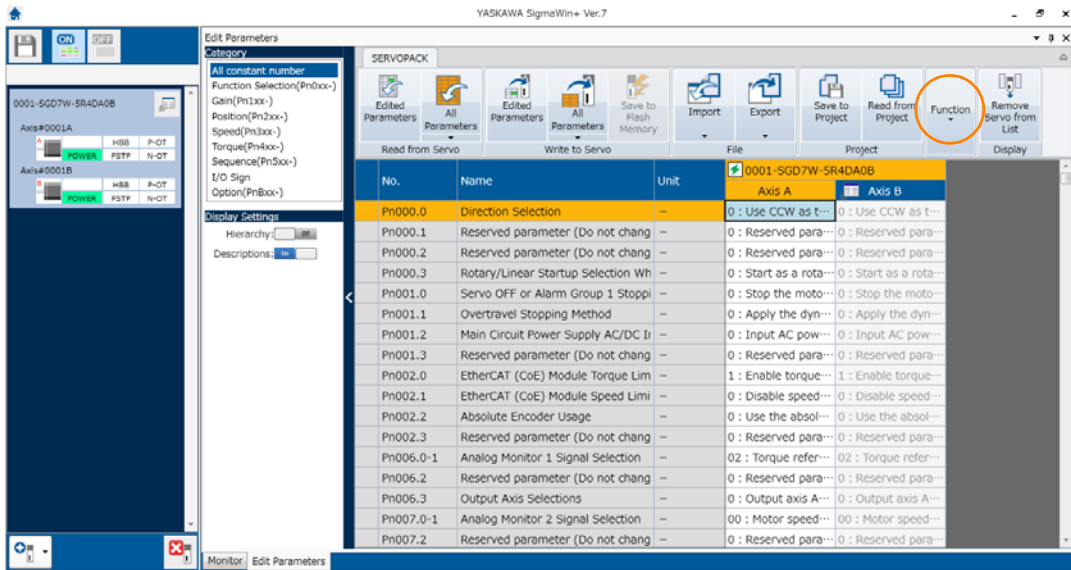 YASKAWA SigmaWin+ Ver.7
ON
OFF
0001-SGD7W-5R4DA0B
Axis#0001A
A
HBB P-OT
POWER FSTP N-OT
Axis#0001B
B
HBB P-OT
POWER FSTP N-OT
Edit Parameters
Category
All constant number
Function Selection(Pn0xx-)
Gain(Pn1xx-)
Position(Pn2xx-)
Speed(Pn3xx-)
Torque(Pn4xx-)
Sequence(Pn5xx-)
I/O Sign
Option(PnBxx-)
Display Settings
Hierarchy: Off
Descriptions: On
SERVOPACK
Edited Parameters
All Parameters
Read from Servo
Edited Parameters
All Parameters
Save to Flash Memory
Write to Servo
Import
Export
File
Save to Project
Read from Project
Project
Function
Remove Servo from List
Display
No. Name Unit 0001-SGD7W-5R4DA0B
Axis A Axis B
Pn000.0 Direction Selection – 0 : Use CCW as t··· 0 : Use CCW as t···
Pn000.1 Reserved parameter (Do not chang – 0 : Reserved para··· 0 : Reserved para···
Pn000.2 Reserved parameter (Do not chang – 0 : Reserved para··· 0 : Reserved para···
Pn000.3 Rotary/Linear Startup Selection Wh – 0 : Start as a rota··· 0 : Start as a rota···
Pn001.0 Servo OFF or Alarm Group 1 Stoppi – 0 : Stop the moto··· 0 : Stop the moto···
Pn001.1 Overtravel Stopping Method – 0 : Apply the dyn··· 0 : Apply the dyn···
Pn001.2 Main Circuit Power Supply AC/DC I – 0 : Input AC pow··· 0 : Input AC pow···
Pn001.3 Reserved parameter (Do not chang – 0 : Reserved para··· 0 : Reserved para···
Pn002.0 EtherCAT (CoE) Module Torque Lim – 1 : Enable torque··· 1 : Enable torque···
Pn002.1 EtherCAT (CoE) Module Speed Limi – 0 : Disable speed··· 0 : Disable speed···
Pn002.2 Absolute Encoder Usage – 0 : Use the absol··· 0 : Use the absol···
Pn002.3 Reserved parameter (Do not chang – 0 : Reserved para··· 0 : Reserved para···
Pn006.0-1 Analog Monitor 1 Signal Selection – 02 : Torque refer··· 02 : Torque refer···
Pn006.2 Reserved parameter (Do not chang – 0 : Reserved para··· 0 : Reserved para···
Pn006.3 Output Axis Selections – 0 : Output axis A··· 0 : Output axis A···
Pn007.0-1 Analog Monitor 2 Signal Selection – 00 : Motor speed··· 00 : Motor speed···
Pn007.2 Reserved parameter (Do not chang – 0 : Reserved para··· 0 : Reserved para···
Monitor Edit Parameters